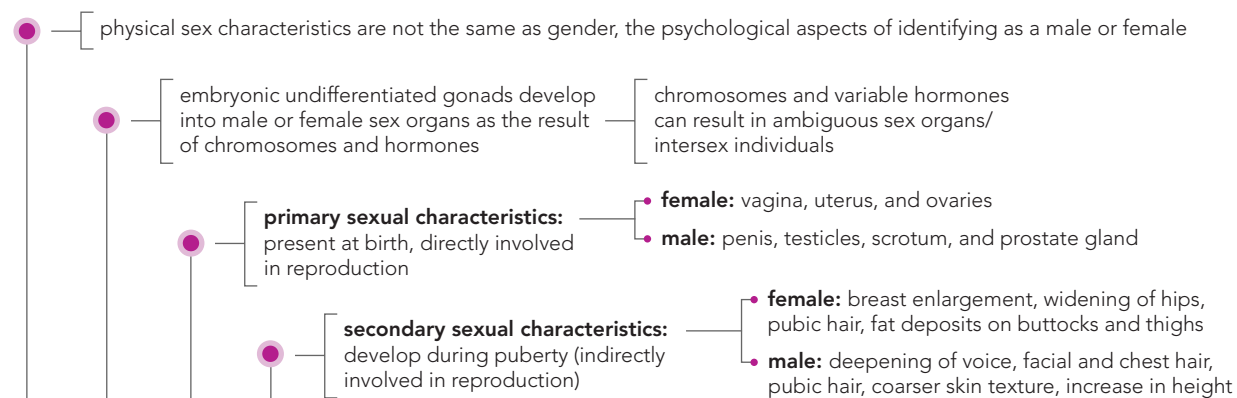 physical sex characteristics are not the same as gender, the psychological aspects of identifying as a male or female
embryonic undifferentiated gonads develop
into male or female sex organs as the result
of chromosomes and hormones
chromosomes and variable hormones
can result in ambiguous sex organs/
intersex individuals
primary sexual characteristics:
present at birth, directly involved
in reproduction
female: vagina, uterus, and ovaries
male: penis, testicles, scrotum, and prostate gland
secondary sexual characteristics:
develop during puberty (indirectly
involved in reproduction)
female: breast enlargement, widening of hips,
pubic hair, fat deposits on buttocks and thighs
male: deepening of voice, facial and chest hair,
pubic hair, coarser skin texture, increase in height